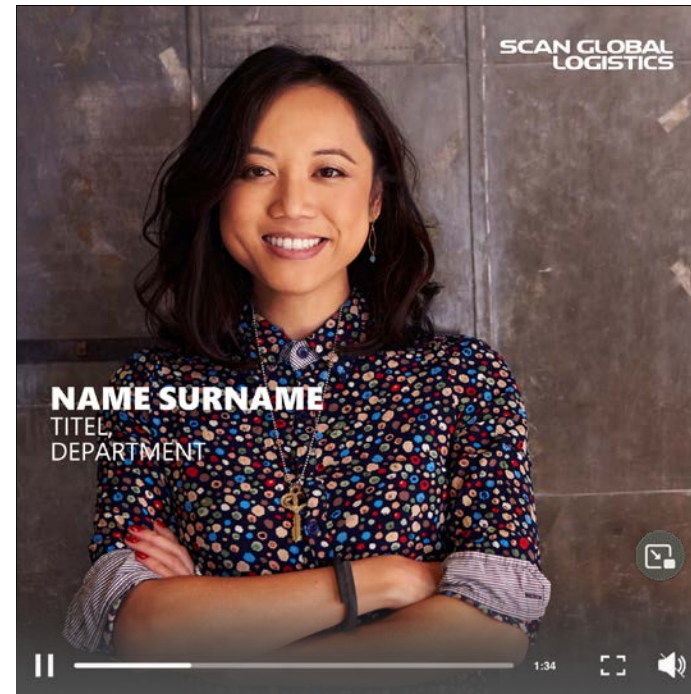 SCAN GLOBAL
LOGISTICS
NAME SURNAME
TITEL,
DEPARTMENT
1:34